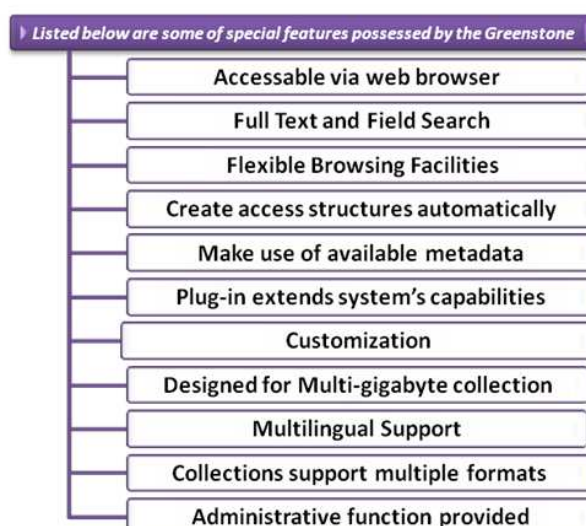 Listed below are some of special features possessed by the Greenstone
Accessable via web browser
Full Text and Field Search
Flexible Browsing Facilities
Create access structures automatically
Make use of available metadata
Plug-in extends system's capabilities
Customization
Designed for Multi-gigabyte collection
Multilingual Support
Collections support multiple formats
Administrative function provided